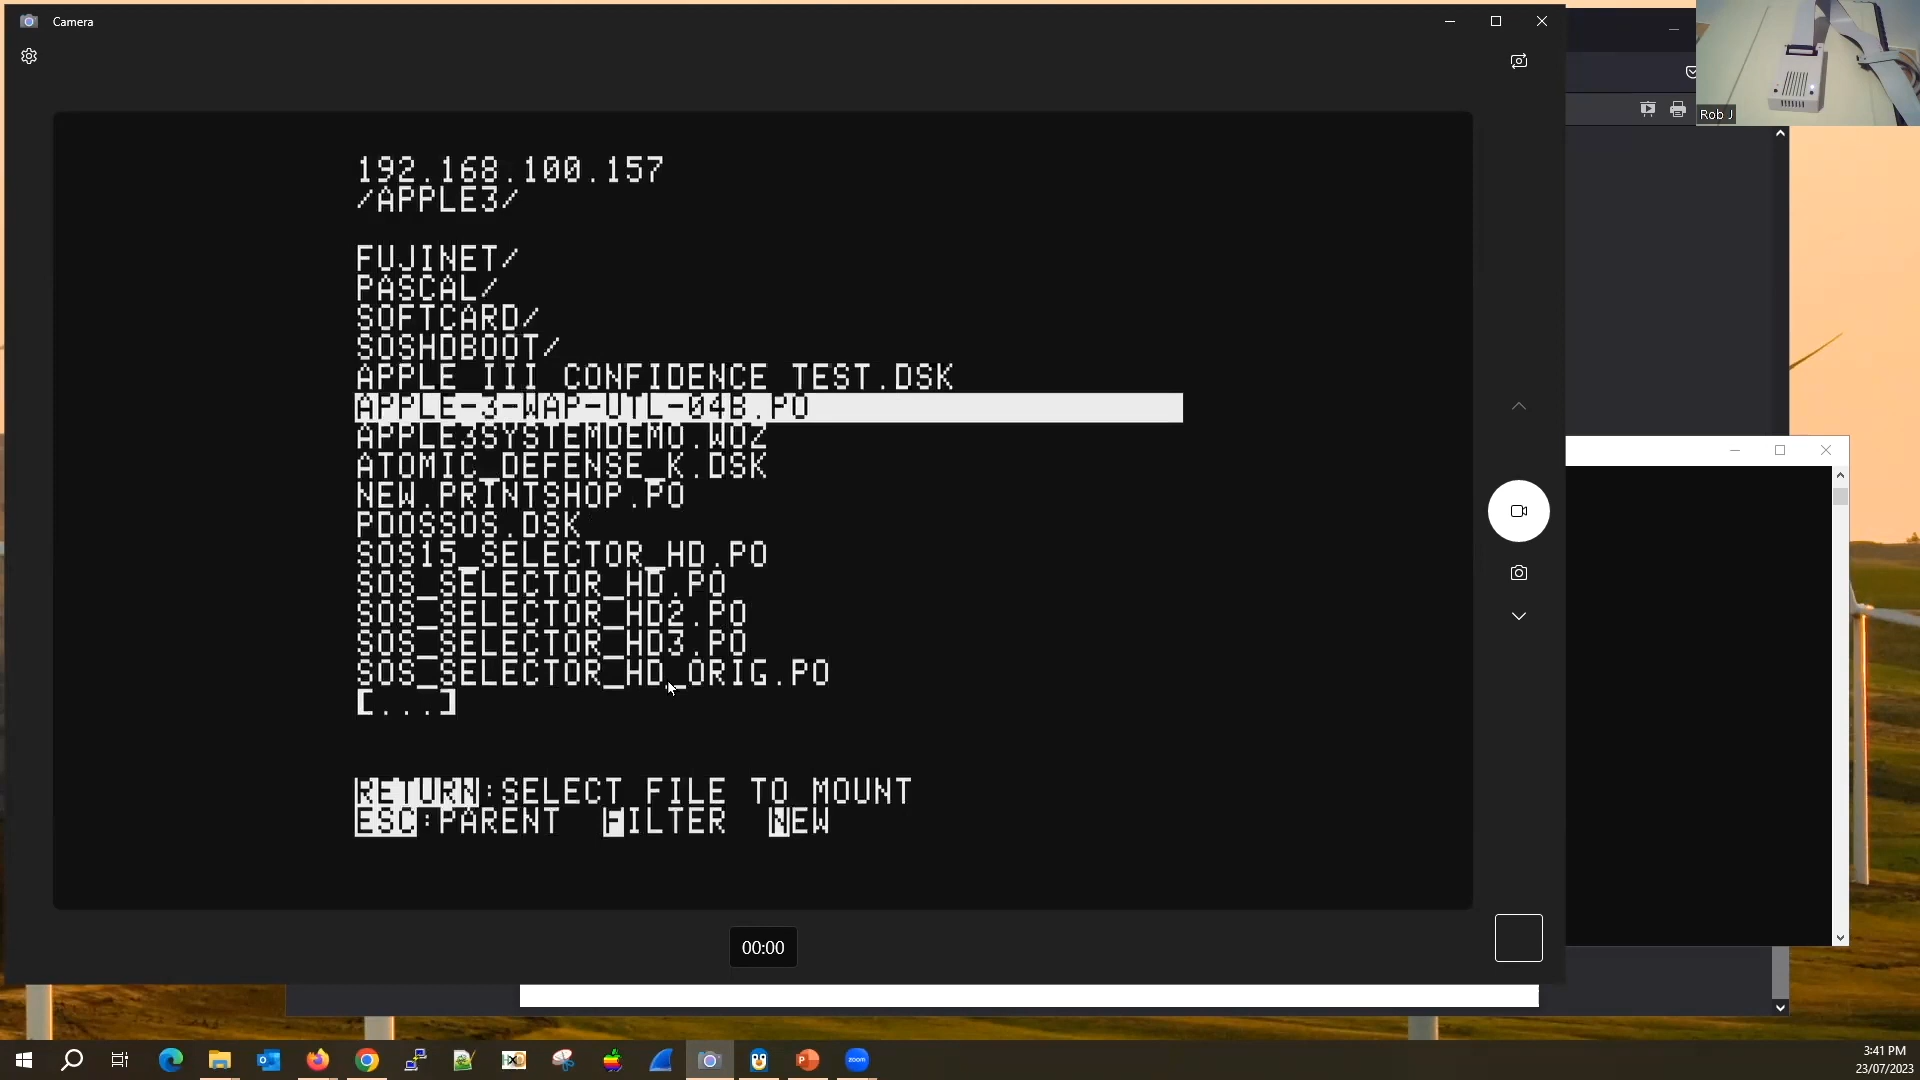 Camera
192.168.100.157
/APPLE3/
FUJINET/
PASCAL/
SOFTCARD/
SOSHDBOOT/
APPLE III CONFIDENCE TEST.DSK
APPLE-3-WAP-UTL-04B.PO
APPLE3SYSTEMDEMO.WOZ
ATOMIC_DEFENSE_K.DSK
NEW.PRINTSHOP.PO
PDOSSOS.DSK
SOS15_SELECTOR_HD.PO
SOS_SELECTOR_HD.PO
SOS_SELECTOR_HD2.PO
SOS_SELECTOR_HD3.PO
SOS_SELECTOR_HD_ORIG.PO
[...]
RETURN:SELECT FILE TO MOUNT
ESC:PARENT FILTER NEW
00:00
Rob J
zoom
3:41 PM
23/07/2023